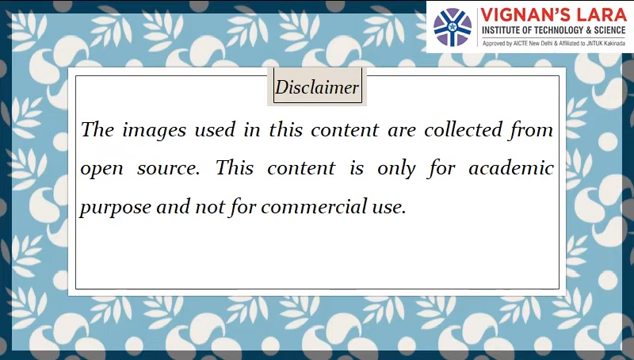 VIGNAN'S LARA
INSTITUTE OF TECHNOLOGY & SCIENCE
Approved by AICTE New Delhi & Affiliated to JNTUK Kakinada
Disclaimer
The images used in this content are collected from
open source. This content is only for academic
purpose and not for commercial use.